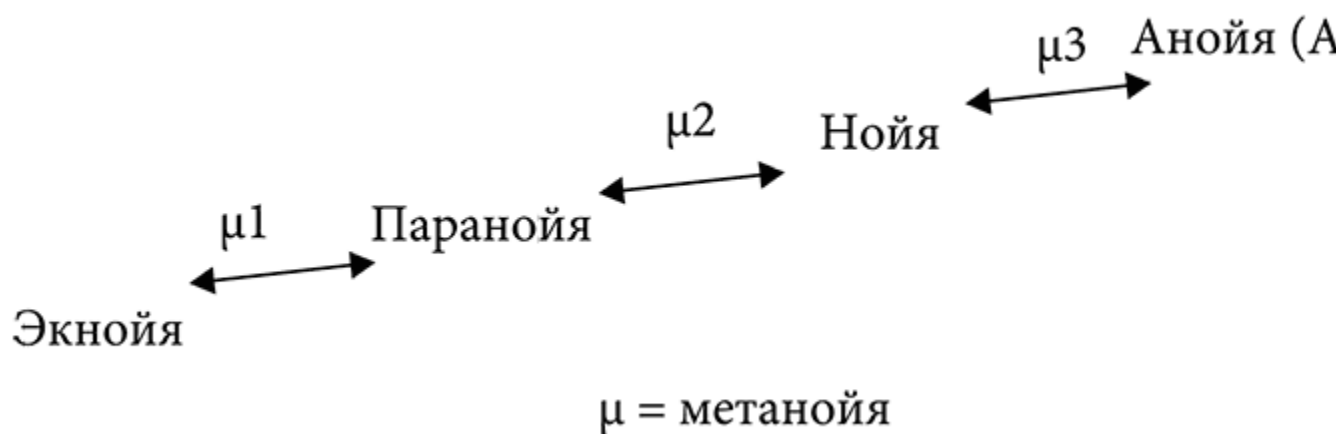 μ3 Анойя (А
μ2 Нойя
μ1 Паранойя
Экнойя
μ = метанойя